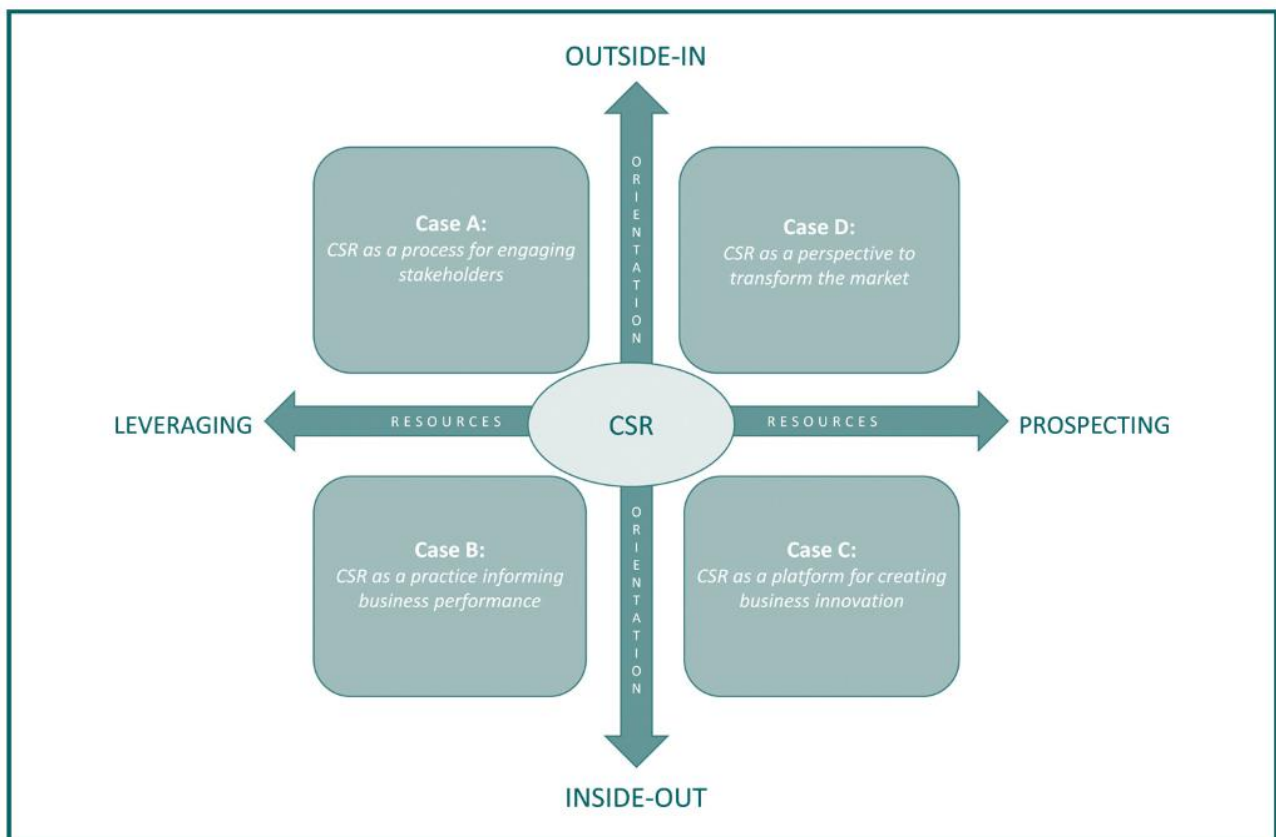 OUTSIDE-IN
ORIENTATION
Case A:
CSR as a process for engaging
stakeholders
Case D:
CSR as a perspective to
transform the market
LEVERAGING
RESOURCES
CSR
RESOURCES
PROSPECTING
Case B:
CSR as a practice informing
business performance
ORIENTATION
Case C:
CSR as a platform for creating
business innovation
INSIDE-OUT